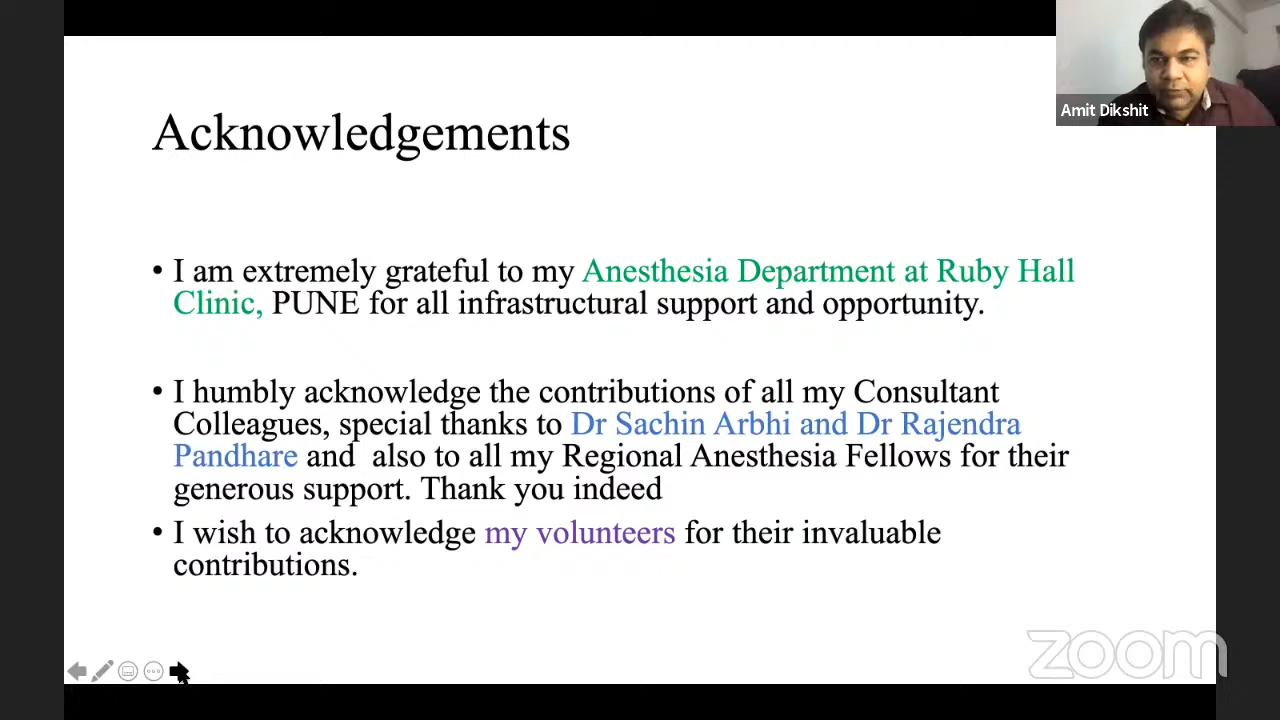 Amit Dikshit
Acknowledgements
• I am extremely grateful to my Anesthesia Department at Ruby Hall
Clinic, PUNE for all infrastructural support and opportunity.
• I humbly acknowledge the contributions of all my Consultant
Colleagues, special thanks to Dr Sachin Arbhi and Dr Rajendra
Pandhare and  also to all my Regional Anesthesia Fellows for their
generous support. Thank you indeed
• I wish to acknowledge my volunteers for their invaluable
contributions.
zoom